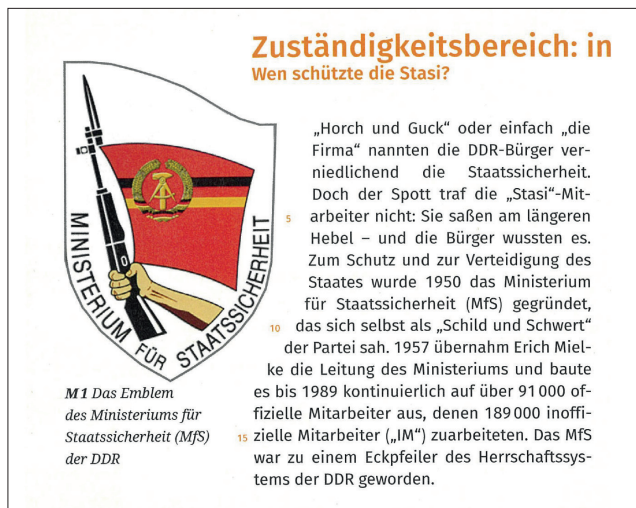 Zuständigkeitsbereich: in
Wen schützte die Stasi?
MINISTERIUM FÜR STAATSSICHERHEIT
„Horch und Guck“ oder einfach „die
Firma“ nannten die DDR-Bürger ver-
niedlichend die Staatssicherheit.
Doch der Spott traf die „Stasi“-Mit-
5 arbeiter nicht: Sie saßen am längeren
Hebel – und die Bürger wussten es.
Zum Schutz und zur Verteidigung des
Staates wurde 1950 das Ministerium
für Staatssicherheit (MfS) gegründet,
10 das sich selbst als „Schild und Schwert“
der Partei sah. 1957 übernahm Erich Miel-
ke die Leitung des Ministeriums und baute
es bis 1989 kontinuierlich auf über 91000 of-
fizielle Mitarbeiter aus, denen 189000 inoffi-
15 zielle Mitarbeiter („IM“) zuarbeiteten. Das MfS
war zu einem Eckpfeiler des Herrschaftssys-
tems der DDR geworden.
M 1 Das Emblem
des Ministeriums für
Staatssicherheit (MfS)
der DDR